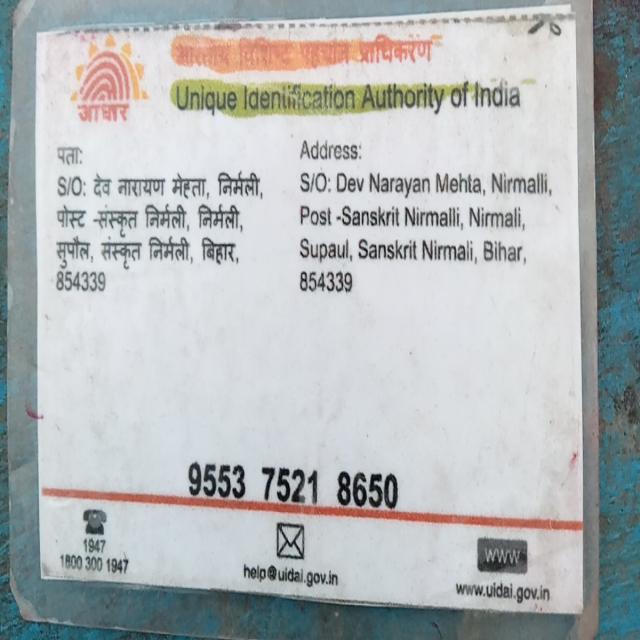 भारतीय विशिष्ट पहचान प्राधिकरण
Unique Identification Authority of India
आधार
पता:
S/O: देव नारायण मेहता, निर्मली,
पोस्ट -संस्कृत निर्मली, निर्मली,
सुपौल, संस्कृत निर्मली, बिहार,
854339
Address:
S/O: Dev Narayan Mehta, Nirmalli,
Post -Sanskrit Nirmalli, Nirmali,
Supaul, Sanskrit Nirmali, Bihar,
854339
9553 7521 8650
1947
1800 300 1947
help@uidai.gov.in
www
www.uidai.gov.in